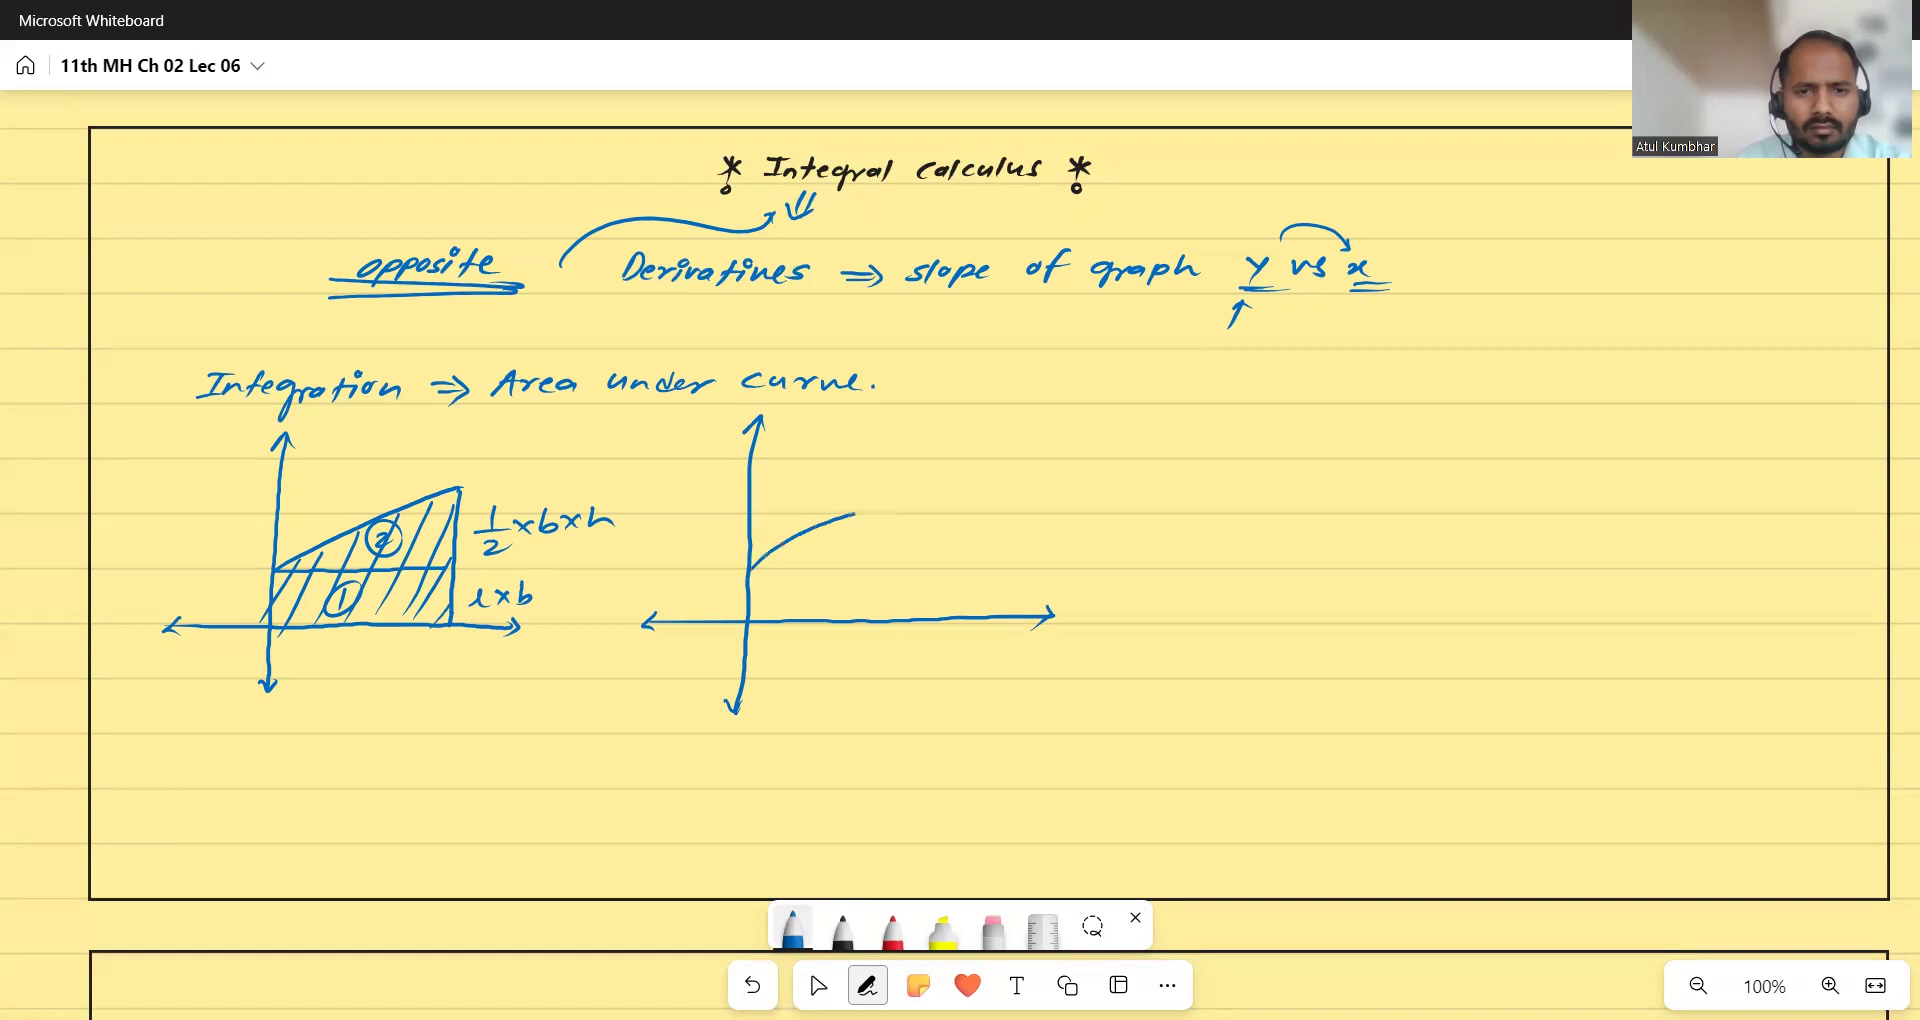 Microsoft Whiteboard
11th MH Ch 02 Lec 06
Atul Kumbhar
* Integral calculus *
opposite Derivatives ⇒ slope of graph y vs x
Integration ⇒ Area under curve.
2
1/2 × b × h
1
l × b
100%